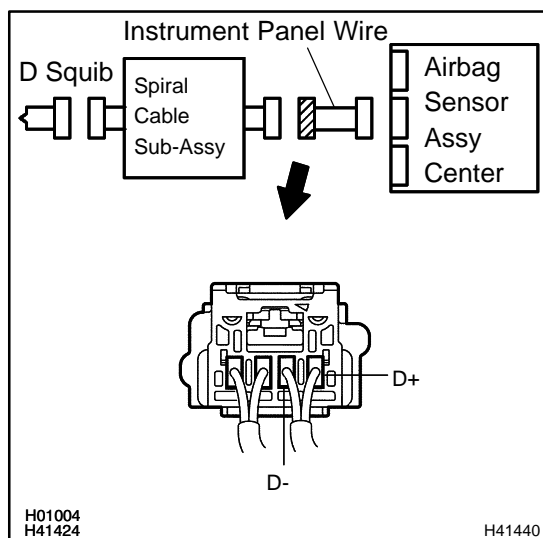 Instrument Panel Wire
D Squib
Spiral
Cable
Sub-Assy
Airbag
Sensor
Assy
Center
D+
D-
H01004
H41424
H41440